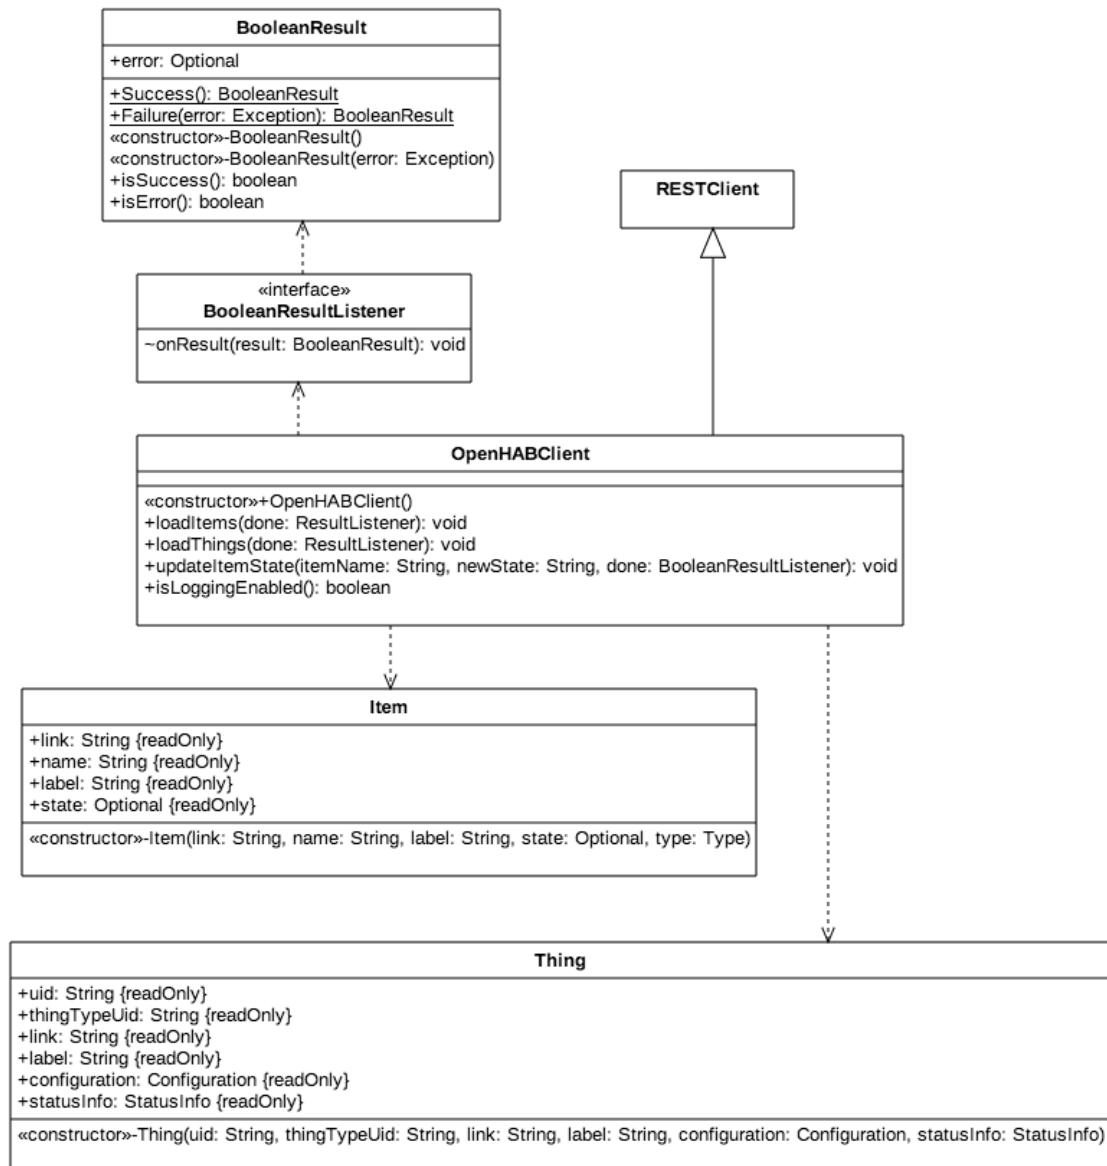 BooleanResult
+error: Optional
+Success(): BooleanResult
+Failure(error: Exception): BooleanResult
«constructor»-BooleanResult()
«constructor»-BooleanResult(error: Exception)
+isSuccess(): boolean
+isError(): boolean
RESTClient
«interface»
BooleanResultListener
~onResult(result: BooleanResult): void
OpenHABClient
«constructor»+OpenHABClient()
+loadItems(done: ResultListener): void
+loadThings(done: ResultListener): void
+updateItemState(itemName: String, newState: String, done: BooleanResultListener): void
+isLoggingEnabled(): boolean
Item
+link: String {readOnly}
+name: String {readOnly}
+label: String {readOnly}
+state: Optional {readOnly}
«constructor»-Item(link: String, name: String, label: String, state: Optional, type: Type)
Thing
+uid: String {readOnly}
+thingTypeUid: String {readOnly}
+link: String {readOnly}
+label: String {readOnly}
+configuration: Configuration {readOnly}
+statusInfo: StatusInfo {readOnly}
«constructor»-Thing(uid: String, thingTypeUid: String, link: String, label: String, configuration: Configuration, statusInfo: StatusInfo)